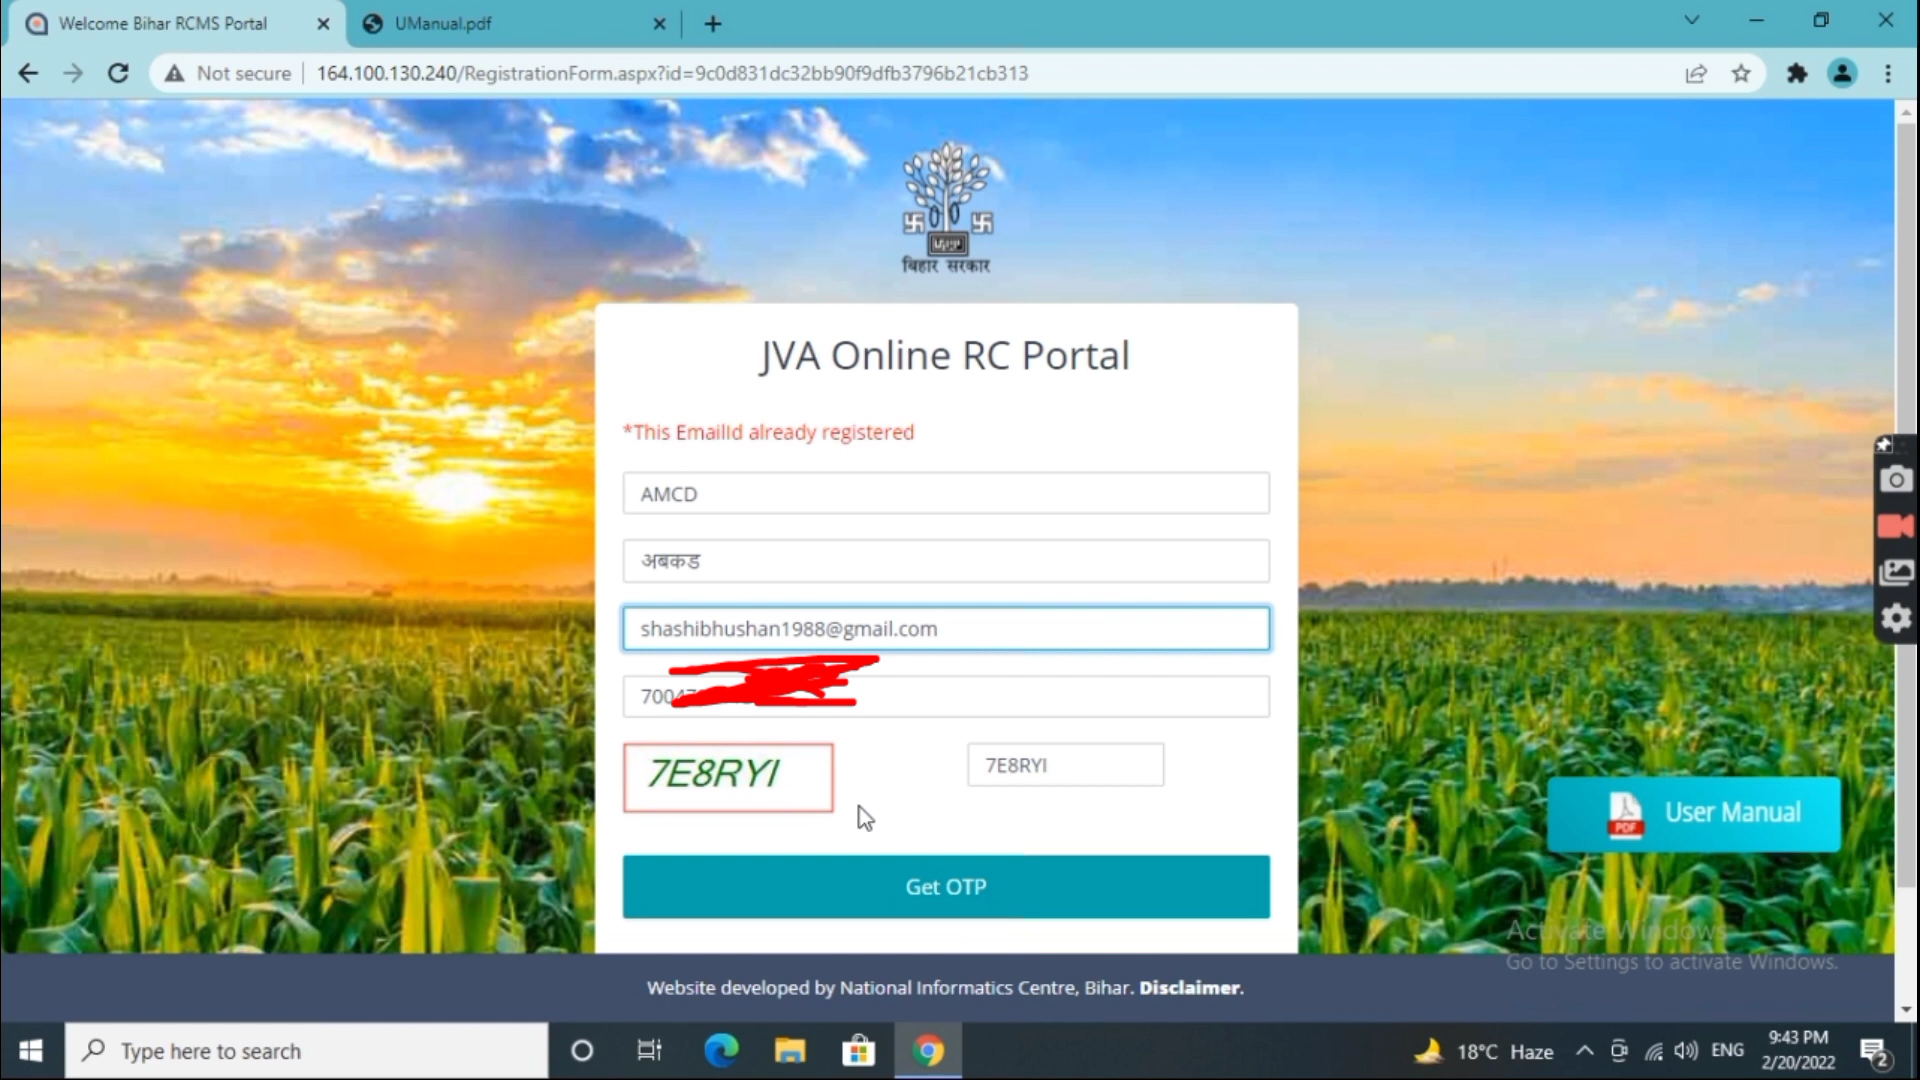 Welcome Bihar RCMS Portal
UManual.pdf
Not secure
164.100.130.240/RegistrationForm.aspx?id=9c0d831dc32bb90f9dfb3796b21cb313
बिहार सरकार
JVA Online RC Portal
*This EmailId already registered
AMCD
अबकड
shashibhushan1988@gmail.com
7004
7E8RYI
7E8RYI
PDF
User Manual
Get OTP
Activate Windows
Go to Settings to activate Windows.
Website developed by National Informatics Centre, Bihar. Disclaimer.
Type here to search
18°C Haze
ENG
9:43 PM
2/20/2022
2